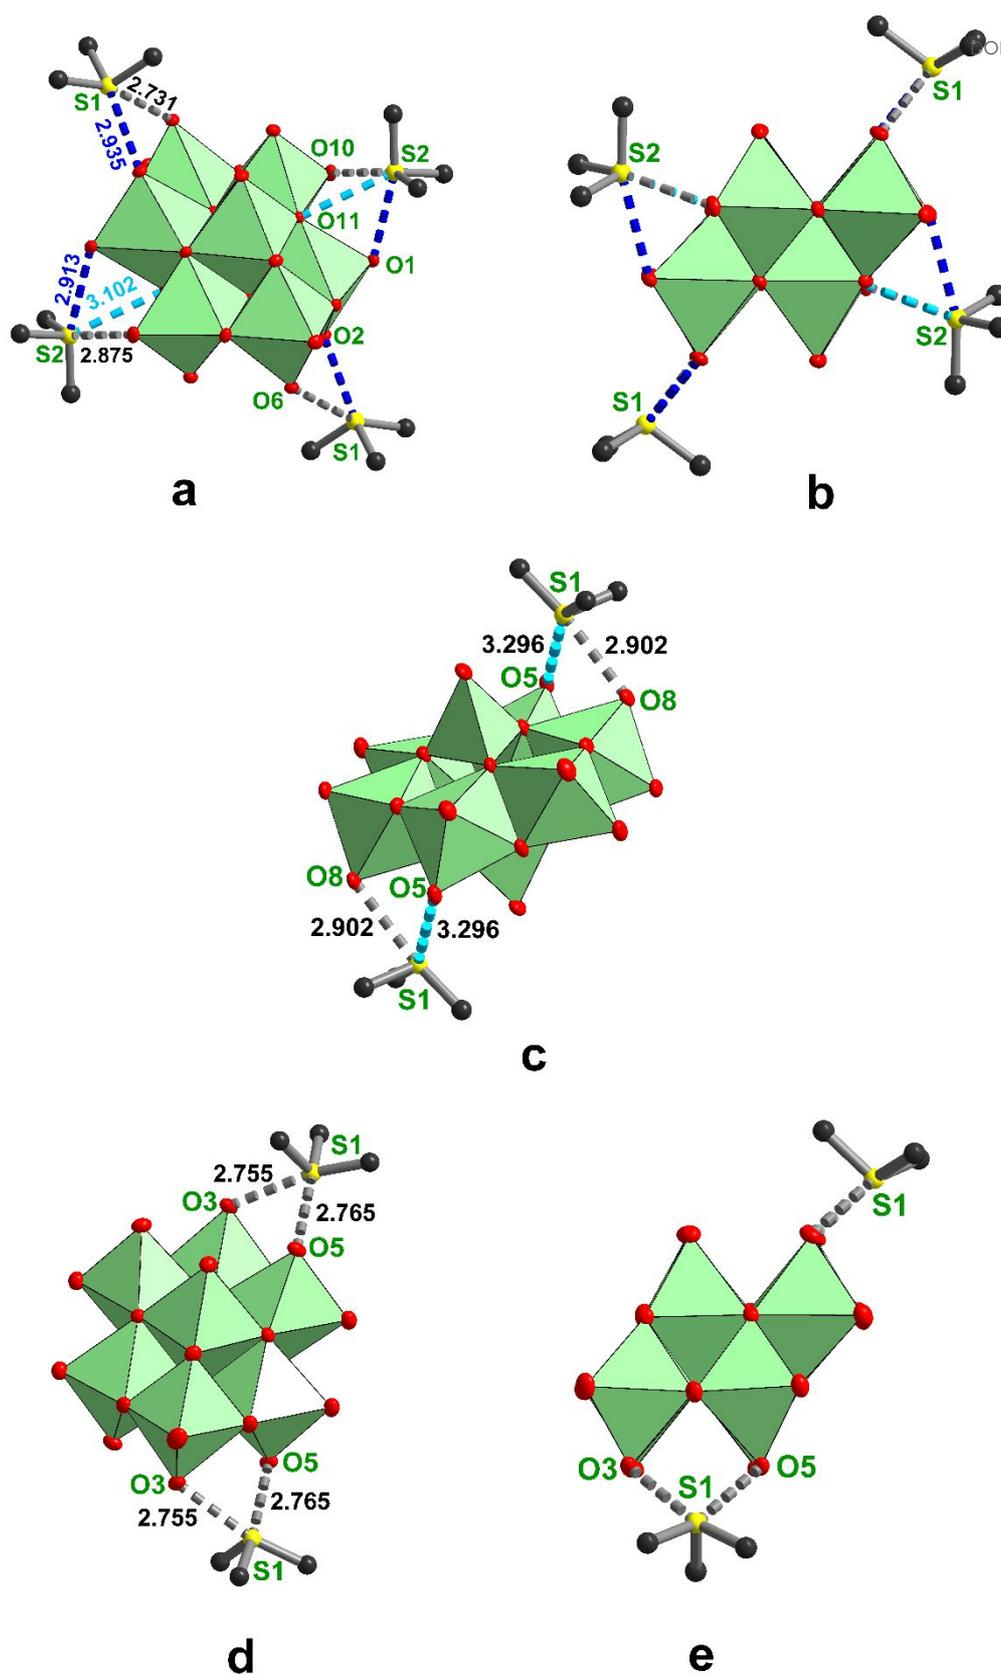 S1
2.731
2.935
O10
S2
O11
O1
2.913
3.102
S2
2.875
O2
O6
S1
a
S1
S2
S2
S1
b
S1
3.296
2.902
O5
O8
O8
O5
2.902
3.296
S1
c
S1
2.755
O3
2.765
O5
O5
O3
2.765
2.755
S1
d
S1
O3
S1
O5
e